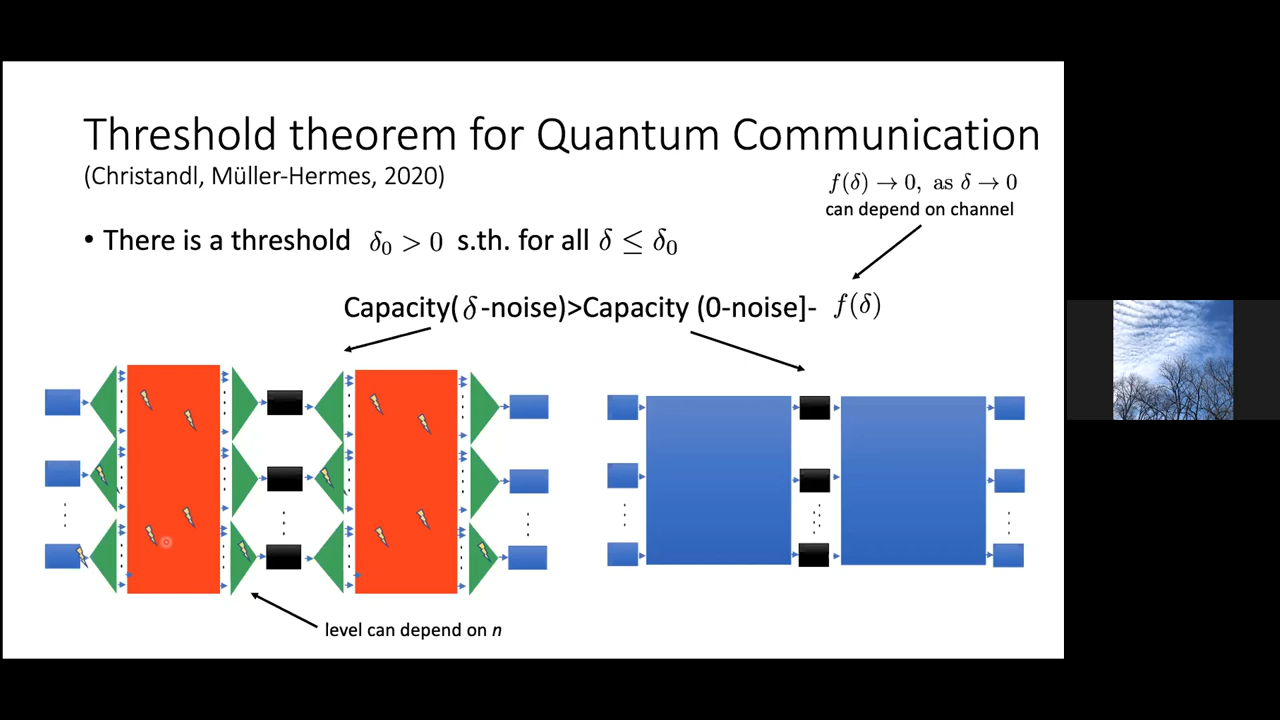 Threshold theorem for Quantum Communication
(Christandl, Müller-Hermes, 2020)
f(δ) → 0, as δ → 0
can depend on channel
• There is a threshold δ₀ > 0 s.th. for all δ ≤ δ₀
Capacity(δ-noise)>Capacity (0-noise]- f(δ)
level can depend on n